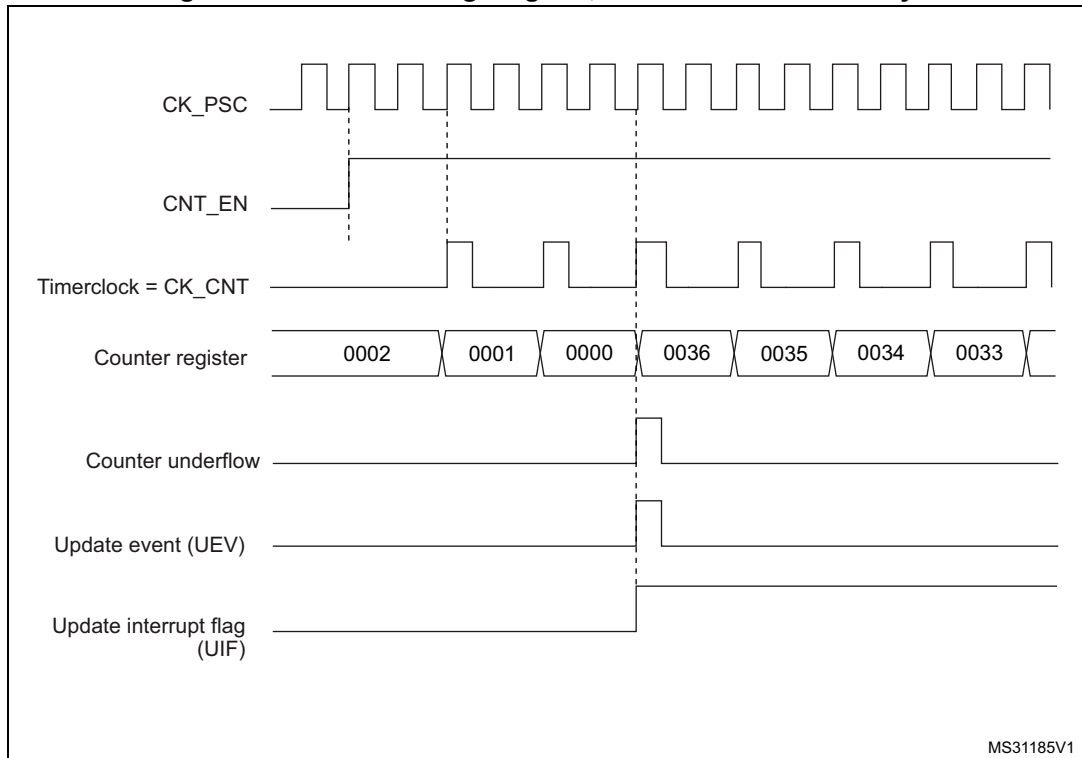 CK_PSC
CNT_EN
Timerclock = CK_CNT
Counter register 0002 0001 0000 0036 0035 0034 0033
Counter underflow
Update event (UEV)
Update interrupt flag
(UIF)
MS31185V1